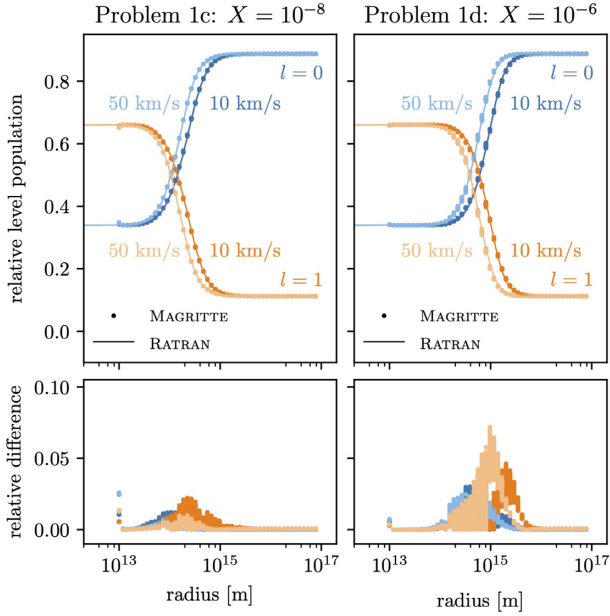 Problem 1c: X = 10⁻⁸
Problem 1d: X = 10⁻⁶
relative level population
0.8
0.6
0.4
0.2
0.0
l = 0
50 km/s
10 km/s
50 km/s
10 km/s
l = 1
MAGRITTE
RATRAN
l = 0
50 km/s
10 km/s
50 km/s
10 km/s
l = 1
MAGRITTE
RATRAN
relative difference
0.10
0.05
0.00
10¹³
10¹⁵
10¹⁷
10¹³
10¹⁵
10¹⁷
radius [m]
radius [m]